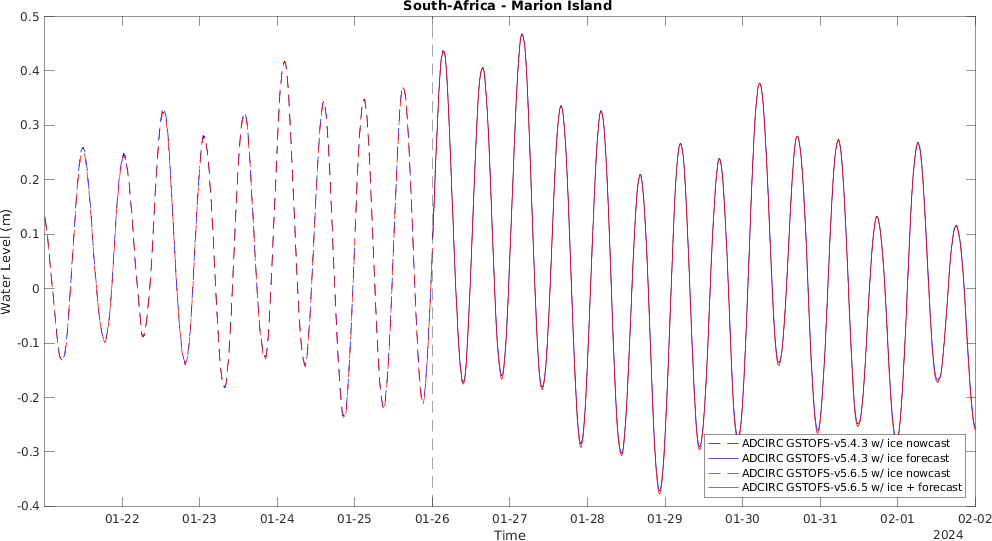 South-Africa - Marion Island
0.5
0.4
0.3
0.2
0.1
0
-0.1
-0.2
-0.3
-0.4
Water Level (m)
ADCIRC GSTOFS-v5.4.3 w/ ice nowcast
ADCIRC GSTOFS-v5.4.3 w/ ice forecast
ADCIRC GSTOFS-v5.6.5 w/ ice nowcast
ADCIRC GSTOFS-v5.6.5 w/ ice + forecast
01-22 01-23 01-24 01-25 01-26 01-27 01-28 01-29 01-30 01-31 02-01 02-02
Time
2024